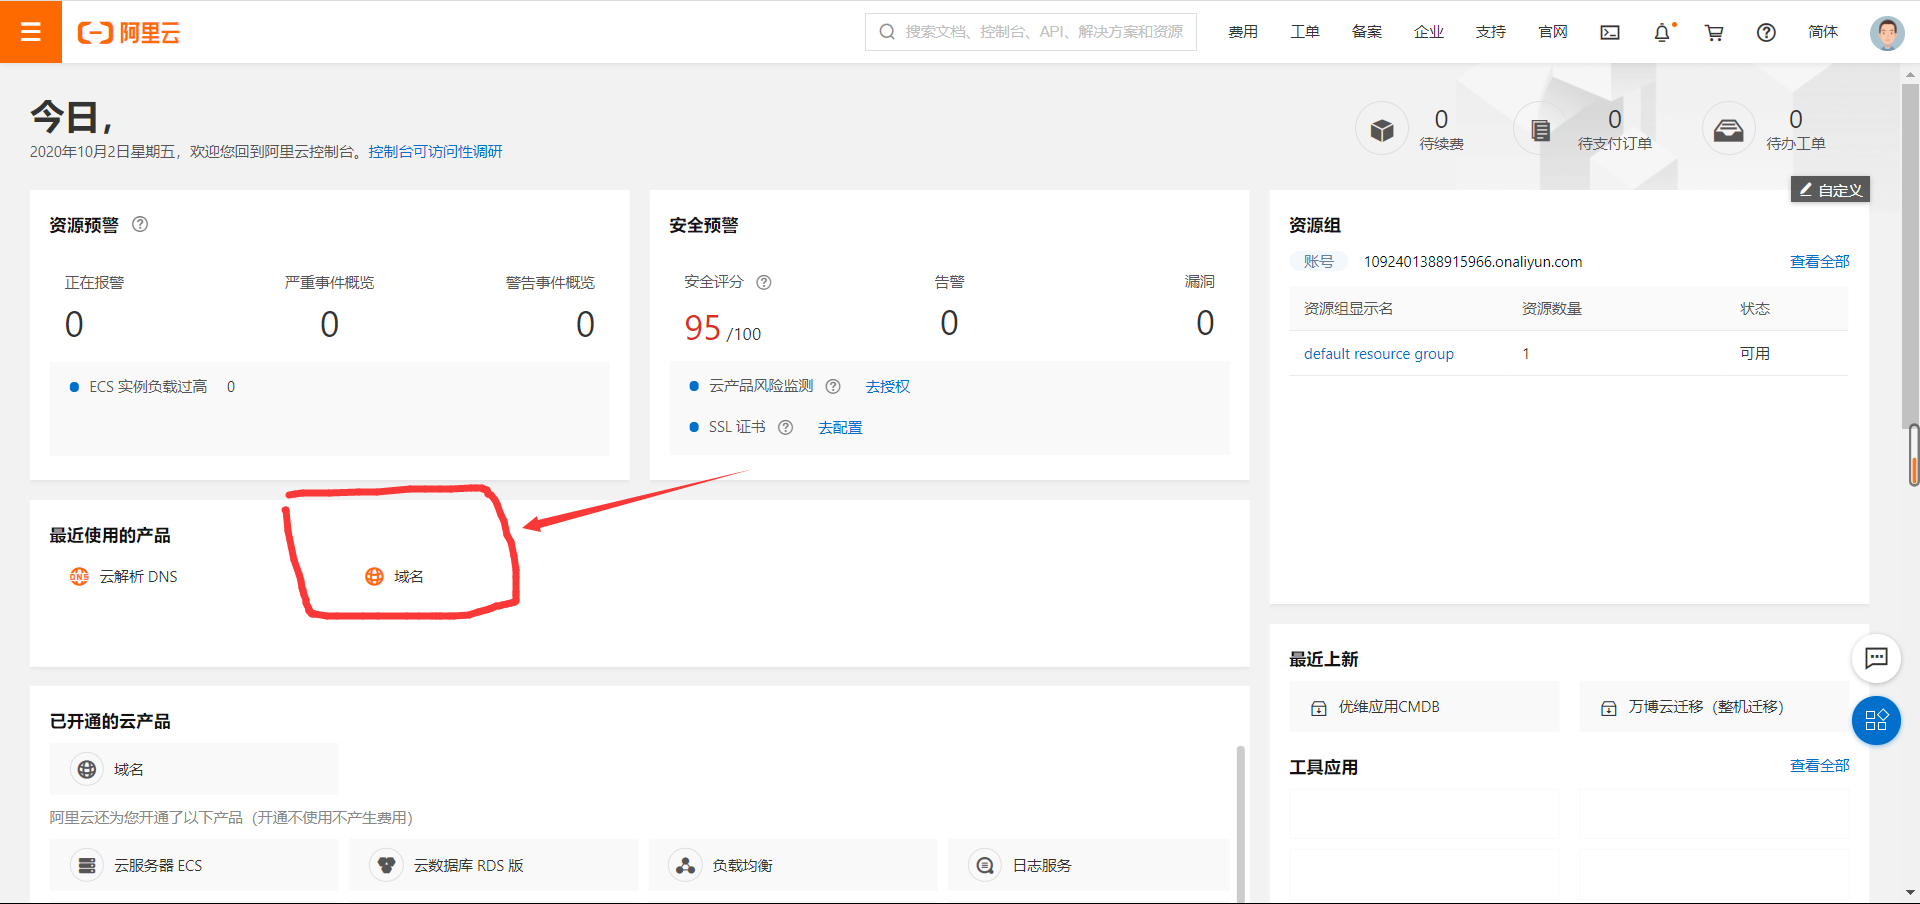 阿里云
搜索文档、控制台、API、解决方案和资源
费用
工单
备案
企业
支持
官网
简体
今日，
2020年10月2日星期五，欢迎您回到阿里云控制台。控制台可访问性调研
0
待续费
0
待支付订单
0
待办工单
自定义
资源预警
正在报警
严重事件概览
警告事件概览
0
0
0
ECS 实例负载过高 0
安全预警
安全评分
告警
漏洞
95 /100
0
0
云产品风险监测 去授权
SSL 证书 去配置
资源组
账号 1092401388915966.onaliyun.com 查看全部
资源组显示名 资源数量 状态
default resource group 1 可用
最近使用的产品
DNS 云解析 DNS
域名
已开通的云产品
域名
阿里云还为您开通了以下产品（开通不使用不产生费用）
云服务器 ECS
云数据库 RDS 版
负载均衡
日志服务
最近上新
优维应用CMDB
万博云迁移（整机迁移）
工具应用 查看全部